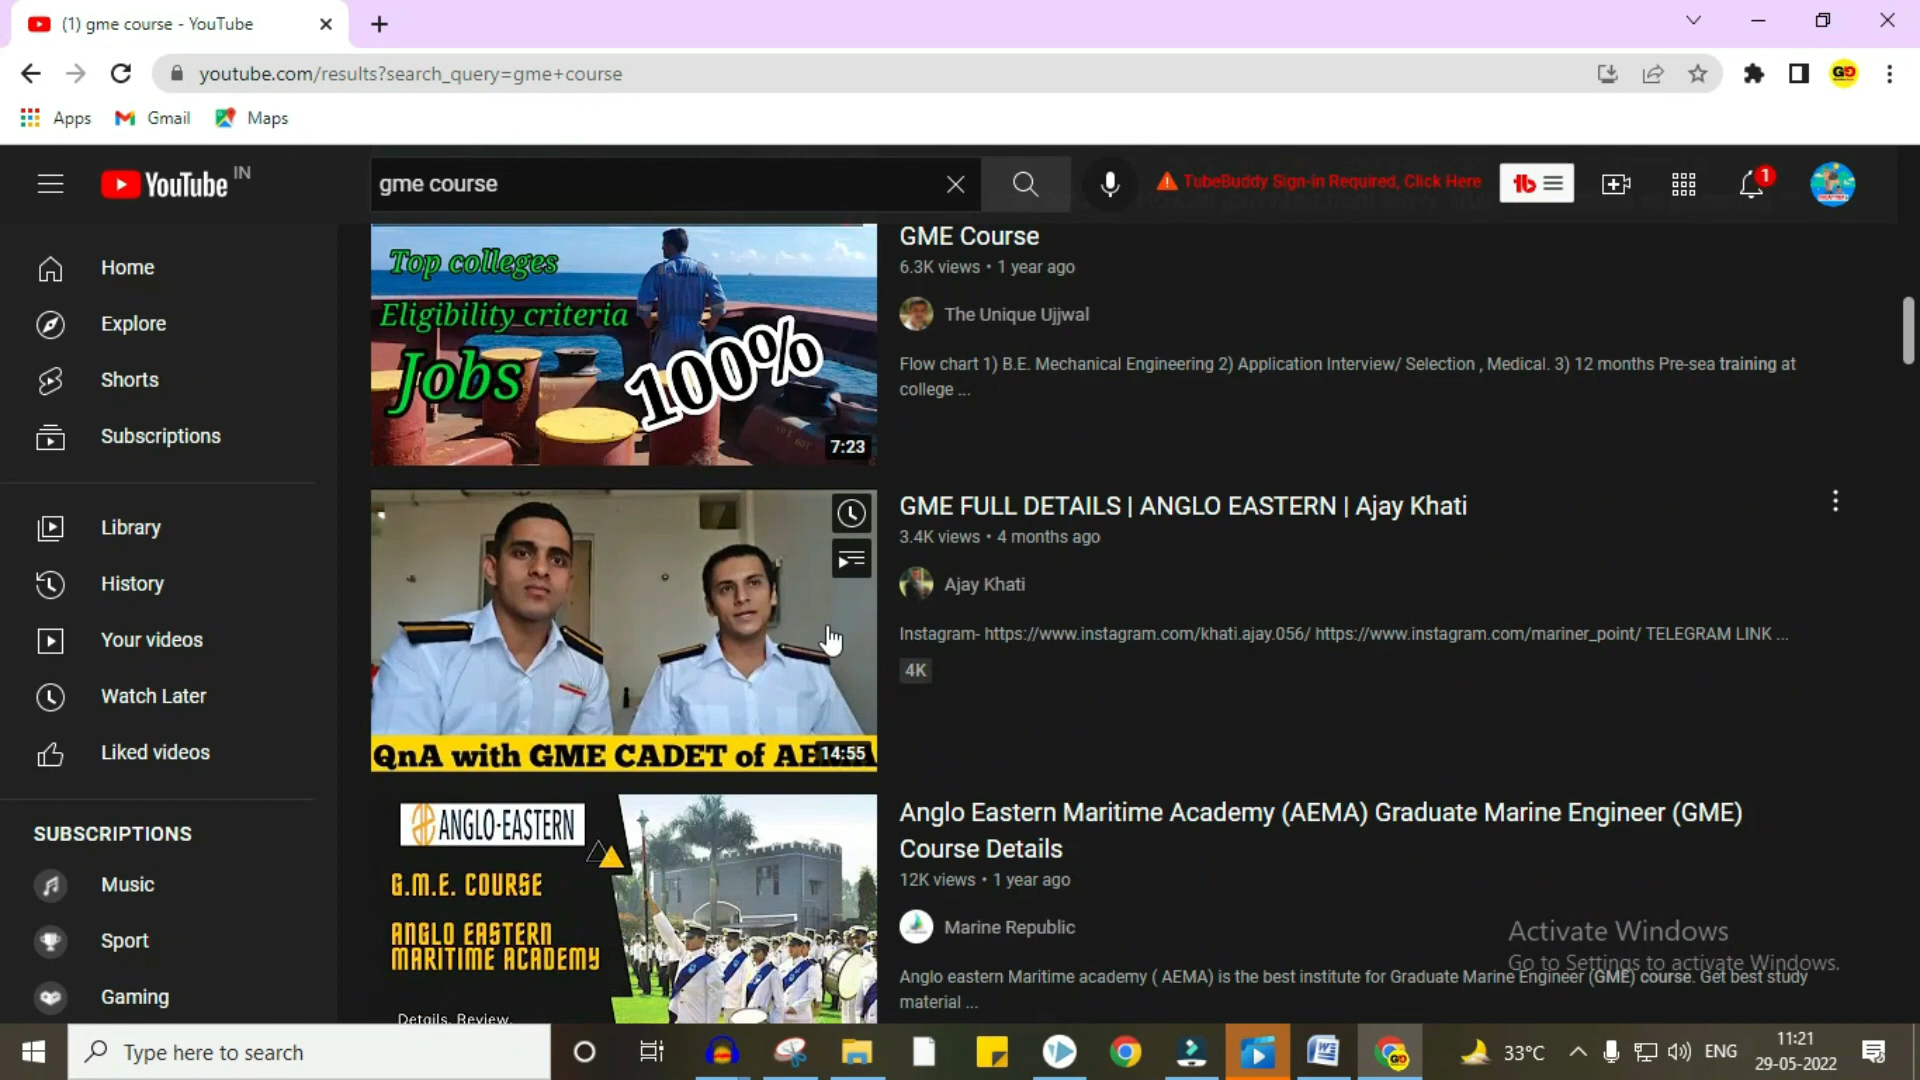 (1) gme course - YouTube
youtube.com/results?search_query=gme+course
Apps
Gmail
Maps
YouTube IN
gme course
TubeBuddy Sign-in Required, Click Here
1
Home
Explore
Shorts
Subscriptions
Library
History
Your videos
Watch Later
Liked videos
SUBSCRIPTIONS
Music
Sport
Gaming
Top colleges
Eligibility criteria
Jobs
100%
7:23
GME Course
6.3K views • 1 year ago
The Unique Ujjwal
Flow chart 1) B.E. Mechanical Engineering 2) Application Interview/ Selection , Medical. 3) 12 months Pre-sea training at
college ...
QnA with GME CADET of AEMA
14:55
GME FULL DETAILS | ANGLO EASTERN | Ajay Khati
3.4K views • 4 months ago
Ajay Khati
Instagram- https://www.instagram.com/khati.ajay.056/ https://www.instagram.com/mariner_point/ TELEGRAM LINK ...
4K
ANGLO-EASTERN
G.M.E. COURSE
ANGLO EASTERN
MARITIME ACADEMY
Details, Review,
Anglo Eastern Maritime Academy (AEMA) Graduate Marine Engineer (GME)
Course Details
12K views • 1 year ago
Marine Republic
Anglo eastern Maritime academy ( AEMA) is the best institute for Graduate Marine Engineer (GME) course. Get best study
material ...
Activate Windows
Go to Settings to activate Windows.
Type here to search
33°C
ENG
11:21
29-05-2022